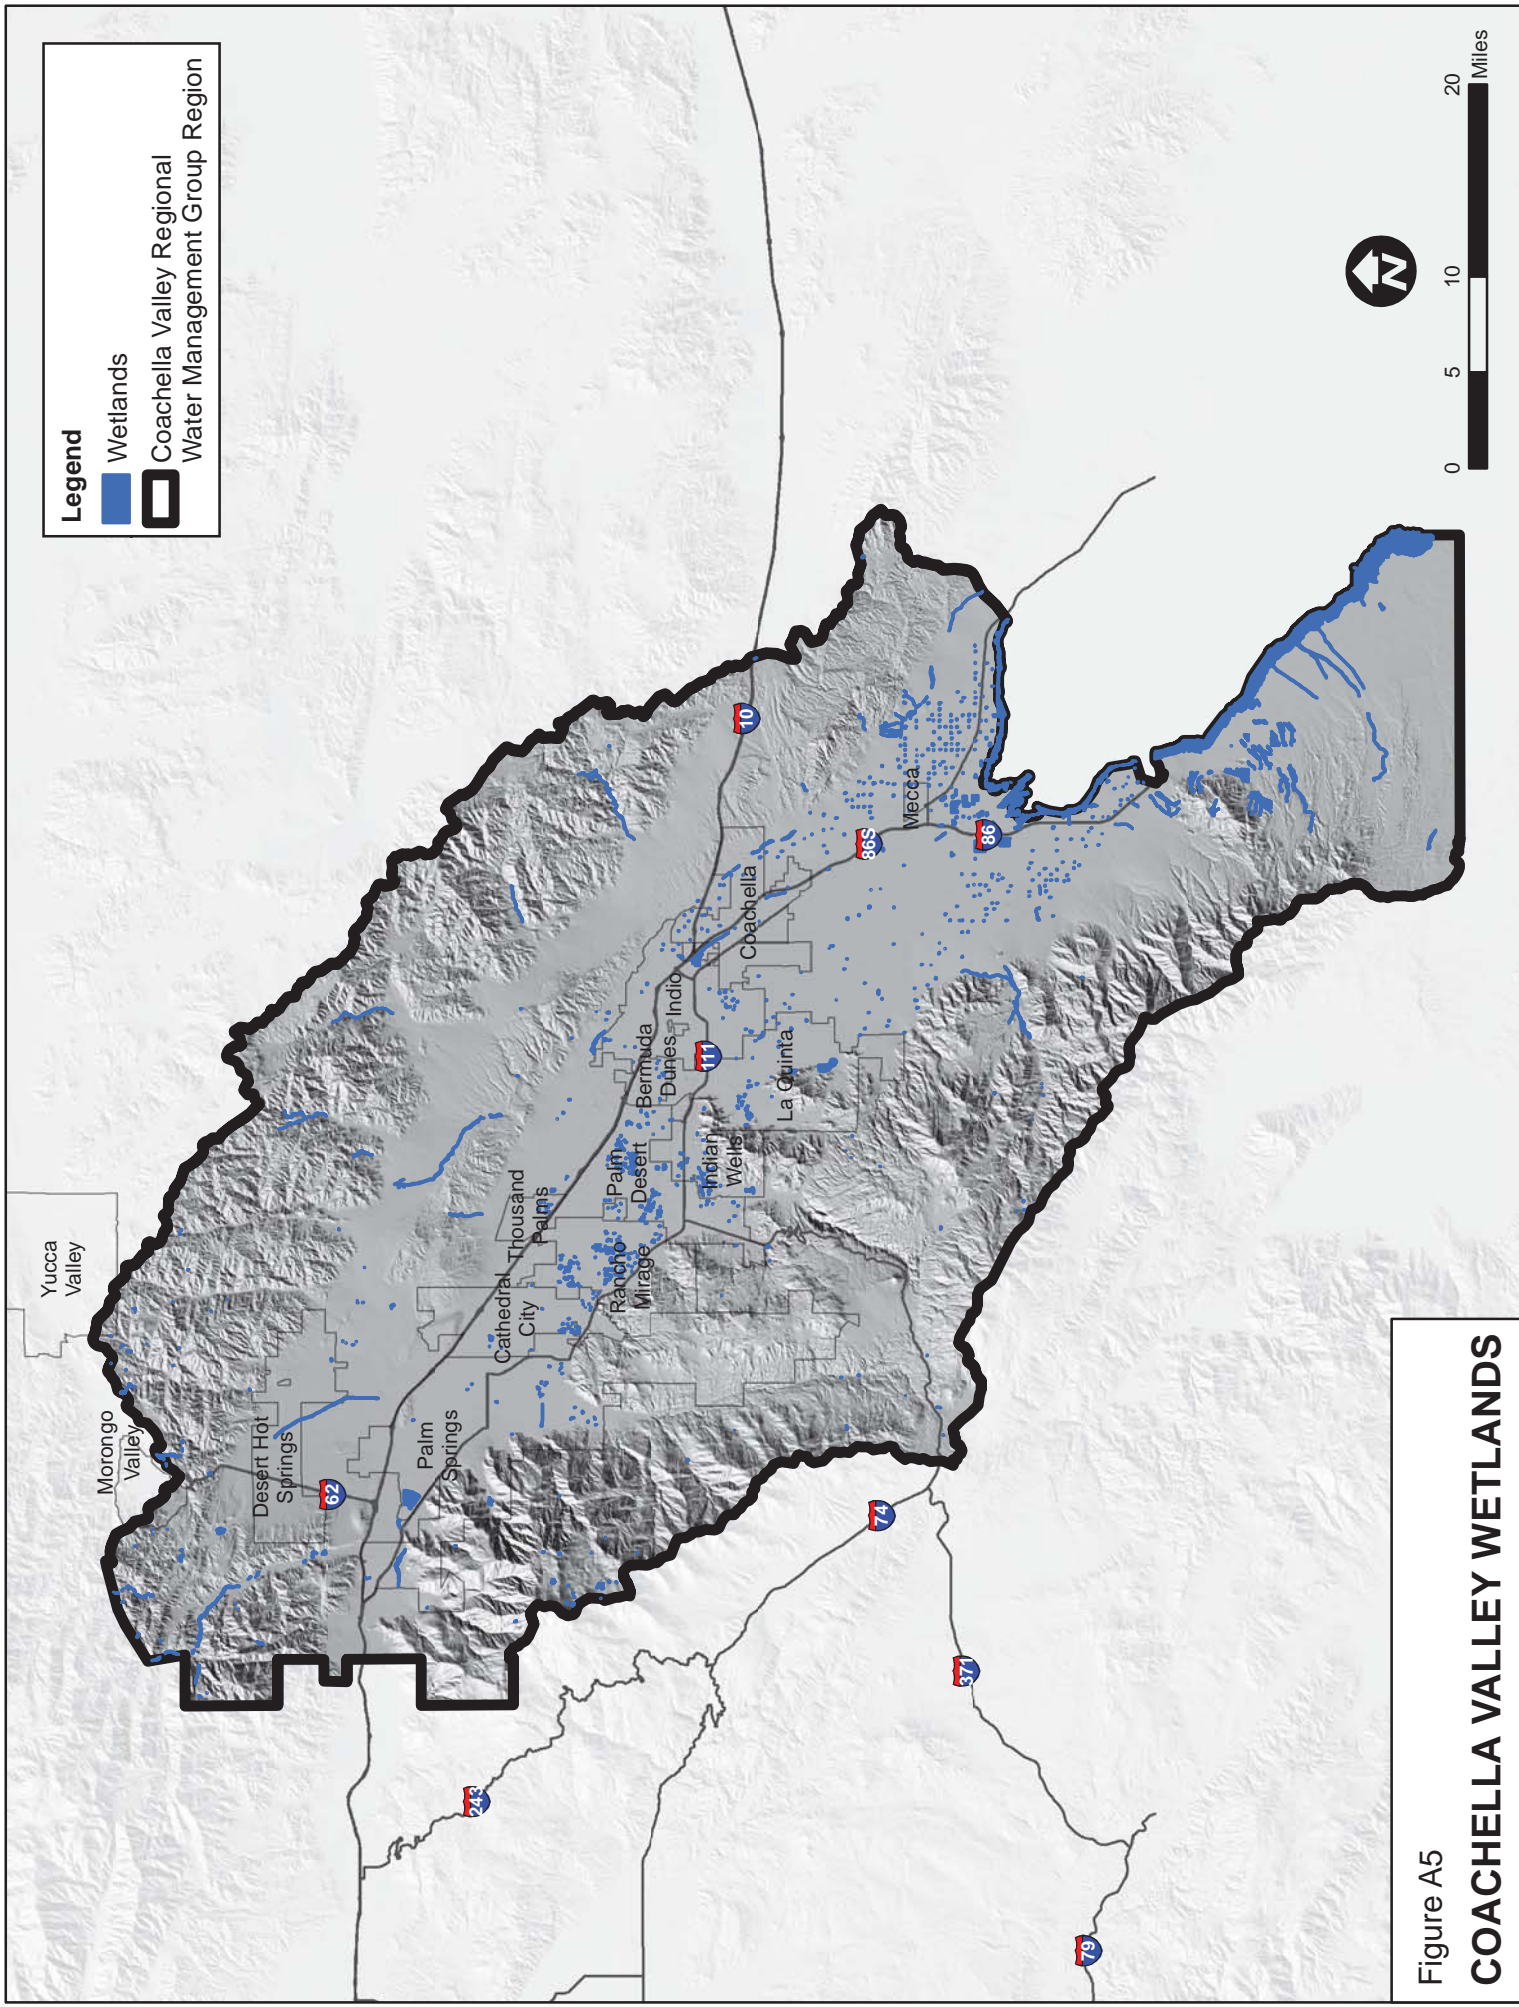 Legend
Wetlands
Coachella Valley Regional
Water Management Group Region
Yucca
Valley
Morongo
Valley
Desert Hot
Springs
62
Palm
Springs
Cathedral
City
Thousand
Palms
Rancho
Mirage
Palm
Desert
Bermuda
Dunes
Indio
10
111
Indian
Wells
La Quinta
Coachella
86S
Mecca
86
74
371
243
79
N
0 5 10 20
Miles
Figure A5
COACHELLA VALLEY WETLANDS